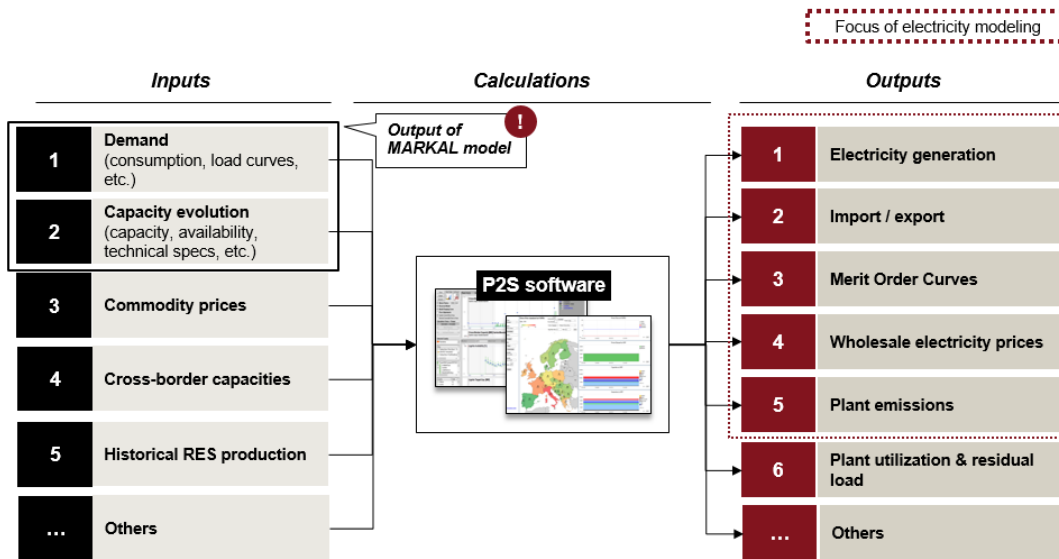 Focus of electricity modeling
Inputs
Calculations
Outputs
1
Demand
(consumption, load curves,
etc.)
2
Capacity evolution
(capacity, availability,
technical specs, etc.)
3
Commodity prices
4
Cross-border capacities
5
Historical RES production
...
Others
Output of
MARKAL model
!
P2S software
1
Electricity generation
2
Import / export
3
Merit Order Curves
4
Wholesale electricity prices
5
Plant emissions
6
Plant utilization & residual
load
...
Others